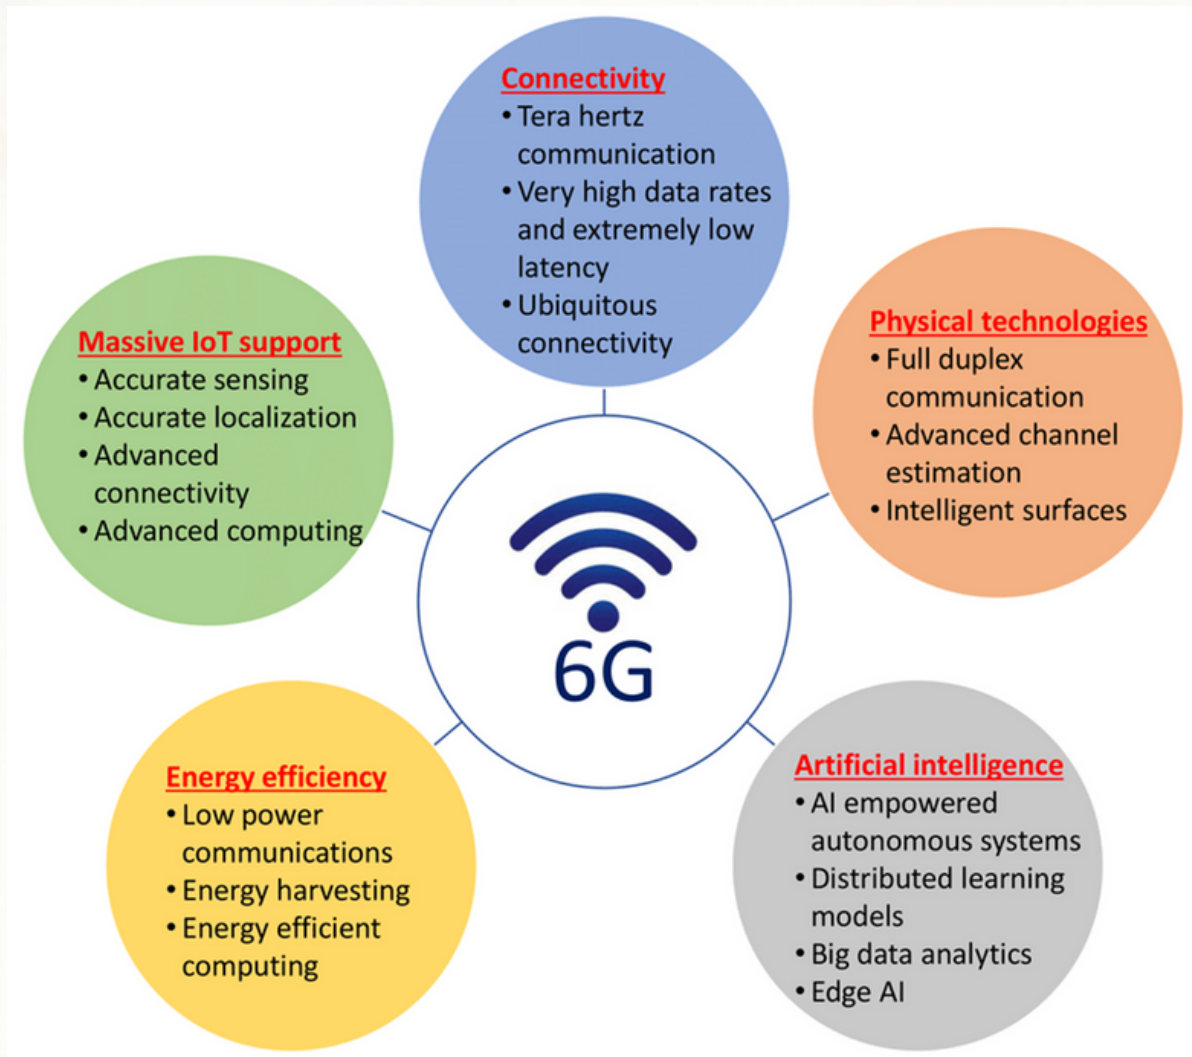 Connectivity
• Tera hertz
communication
• Very high data rates
and extremely low
latency
• Ubiquitous
connectivity
Massive IoT support
• Accurate sensing
• Accurate localization
• Advanced
connectivity
• Advanced computing
Physical technologies
• Full duplex
communication
• Advanced channel
estimation
• Intelligent surfaces
6G
Energy efficiency
• Low power
communications
• Energy harvesting
• Energy efficient
computing
Artificial intelligence
• AI empowered
autonomous systems
• Distributed learning
models
• Big data analytics
• Edge AI